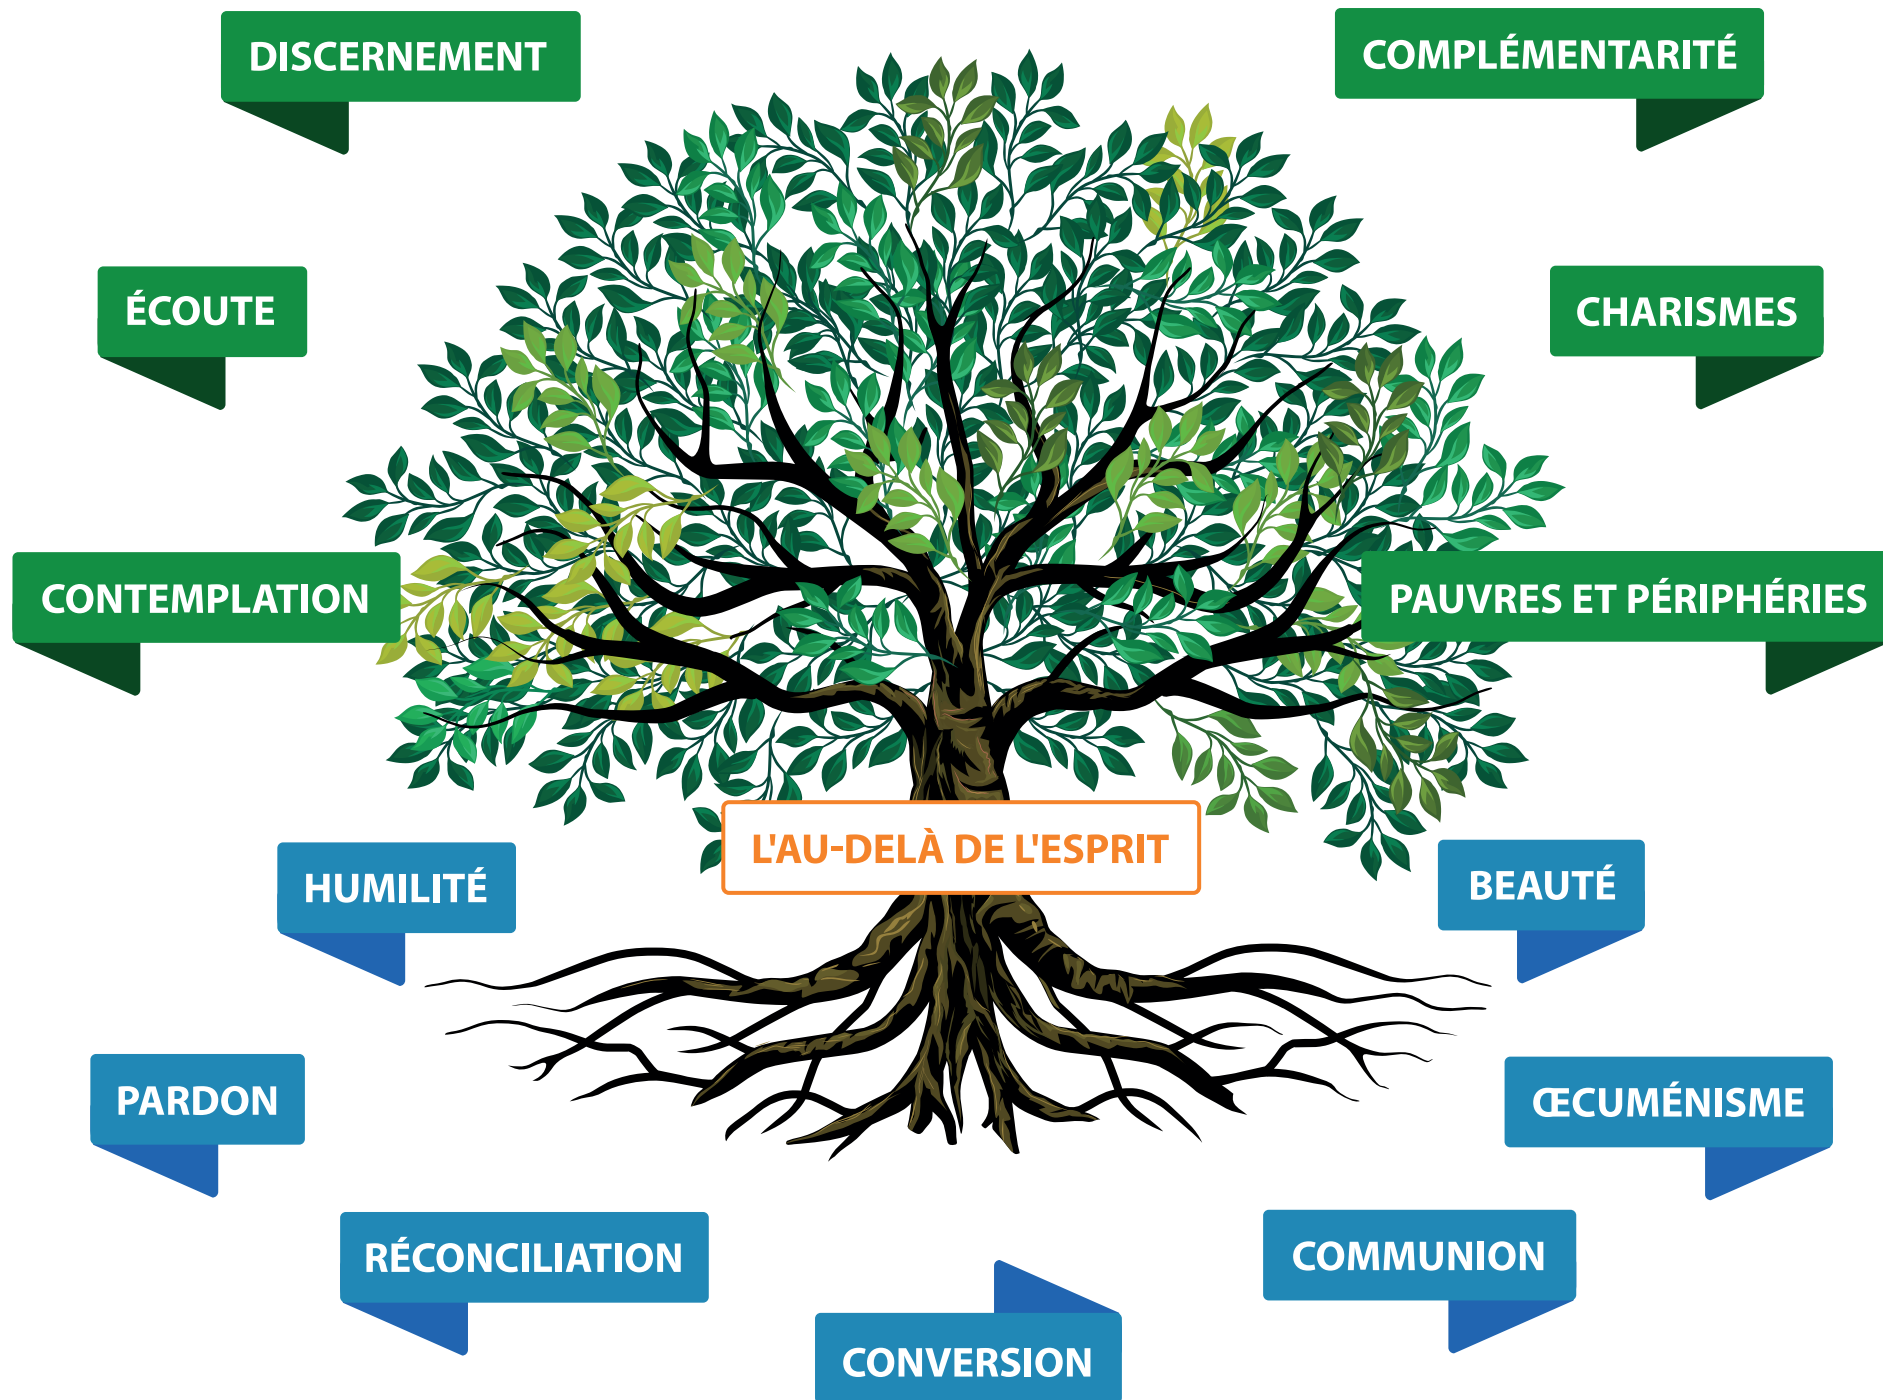 DISCERNEMENT
COMPLÉMENTARITÉ
ÉCOUTE
CHARISMES
CONTEMPLATION
PAUVRES ET PÉRIPHÉRIES
L'AU-DELÀ DE L'ESPRIT
HUMILITÉ
BEAUTÉ
PARDON
ŒCUMÉNISME
RÉCONCILIATION
COMMUNION
CONVERSION